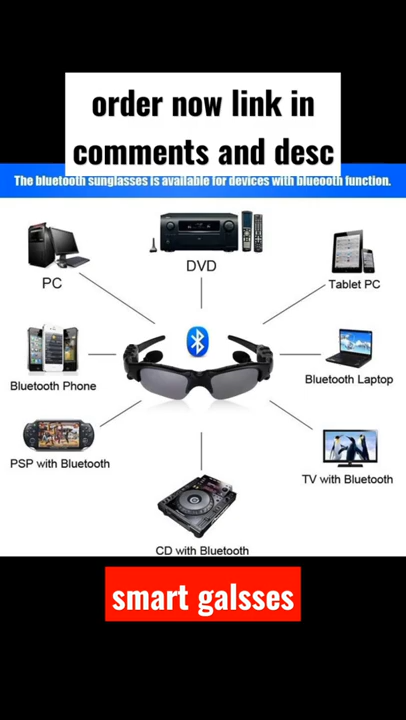 order now link in
comments and desc
The bluetooth sunglasses is available for devices with blueooth function.
PC
DVD
Tablet PC
Bluetooth Phone
Bluetooth Laptop
PSP with Bluetooth
TV with Bluetooth
CD with Bluetooth
smart galsses